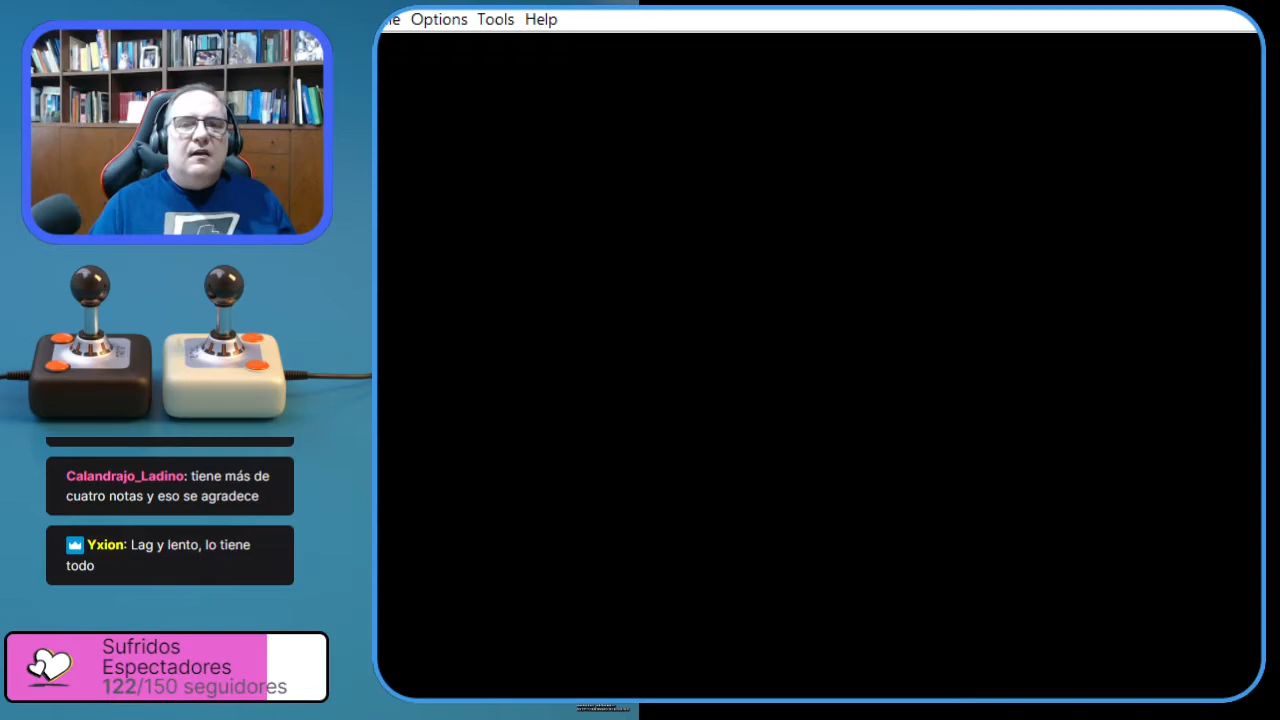 Options Tools Help
Calandrajo_Ladino: tiene más de
cuatro notas y eso se agradece
Yxion: Lag y lento, lo tiene
todo
Sufridos
Espectadores
122/150 seguidores